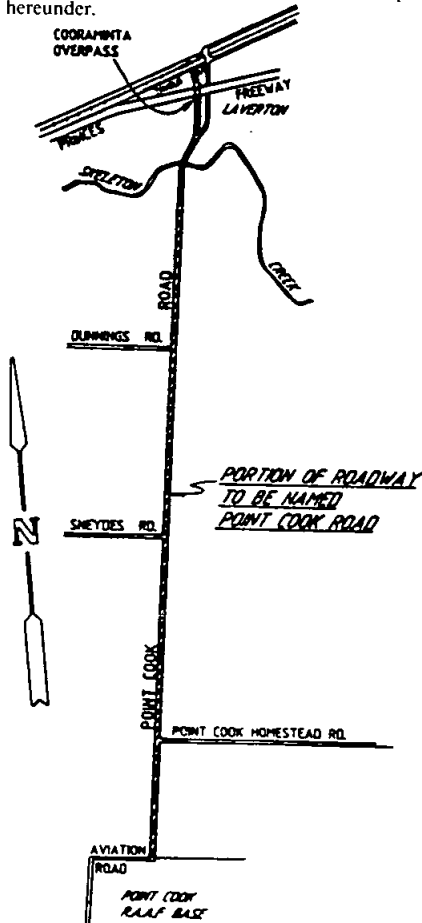 hereunder.
COORAMINTA
OVERPASS
FREEWAY
LAVERTON
PRINCES
SKELETON
CREEK
ROAD
DUNNINGS RD.
PORTION OF ROADWAY
TO BE NAMED
POINT COOK ROAD
N
SNEYDES RD.
POINT COOK
POINT COOK HOMESTEAD RD.
AVIATION
ROAD
POINT COOK
R.A.A.F. BASE